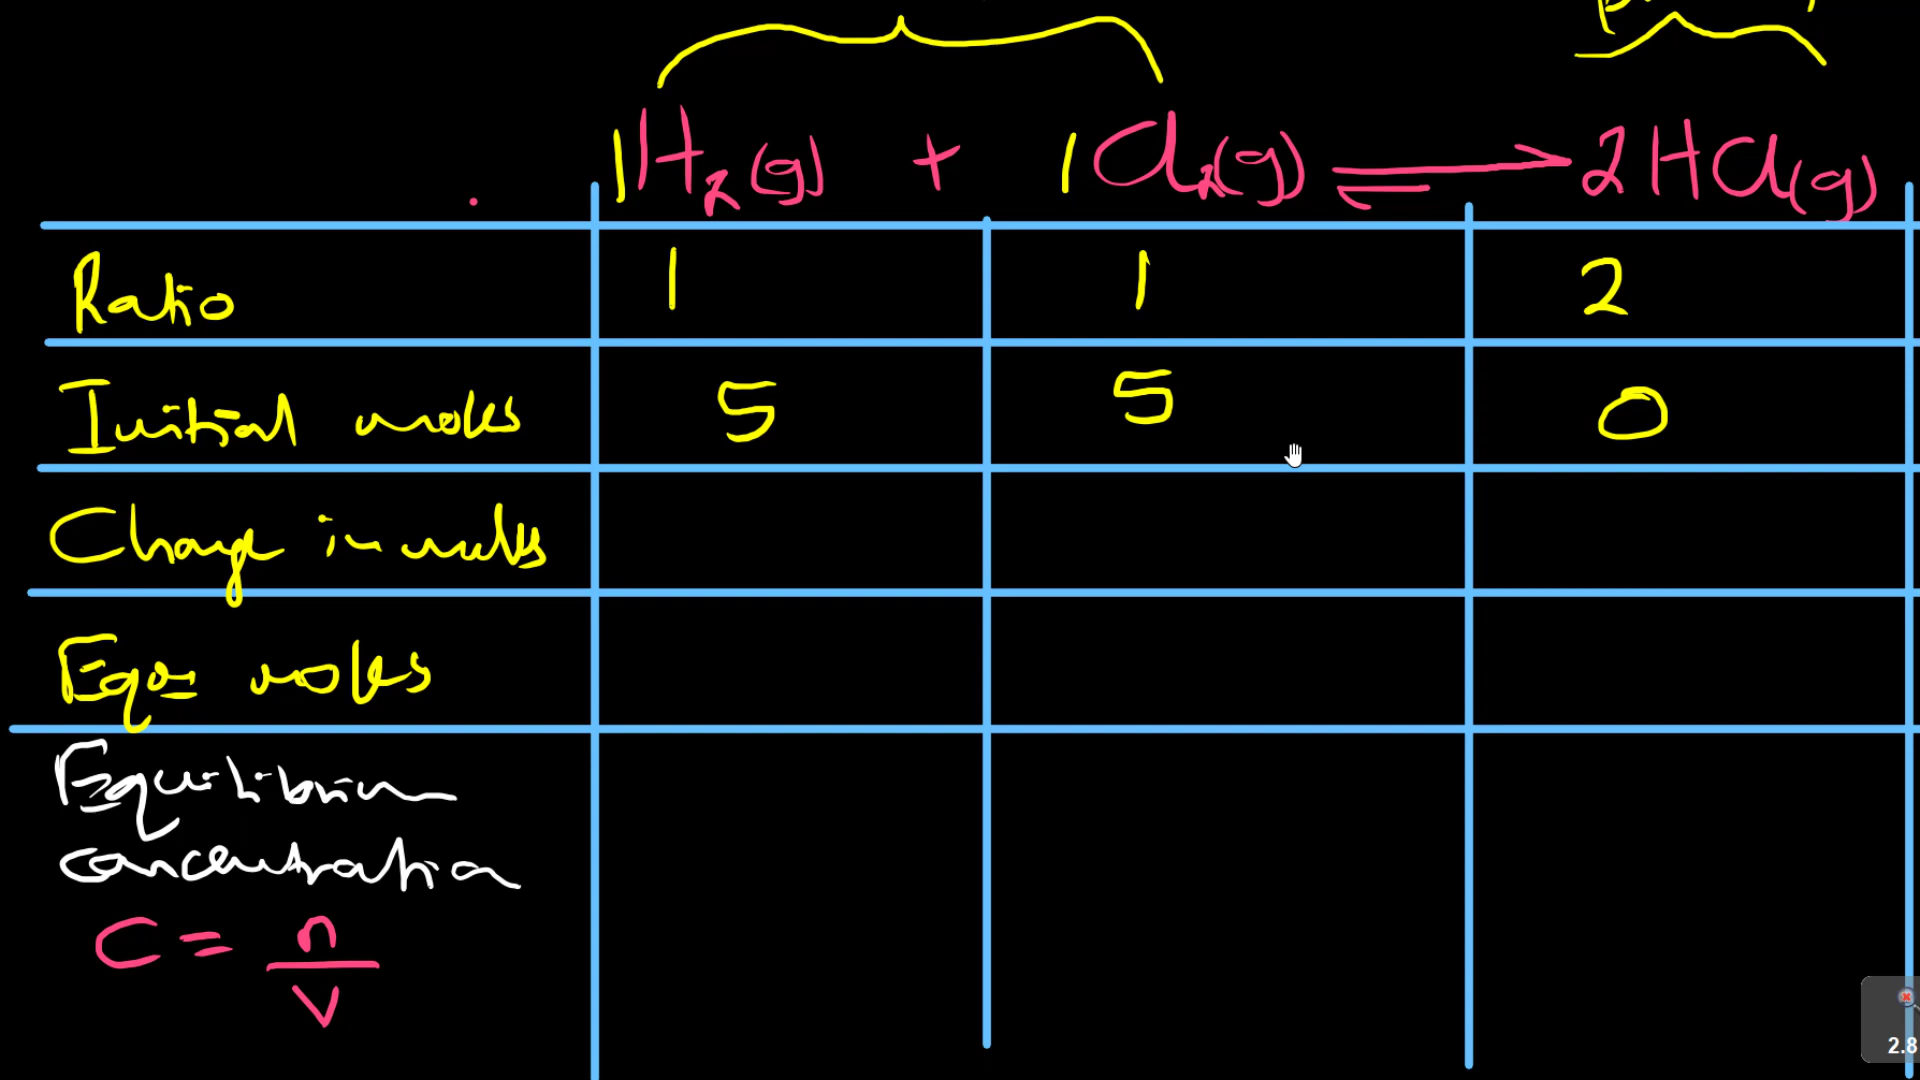 1H2(g) + 1Cl2(g) ⇌ 2HCl(g)
Ratio 1 1 2
Initial moles 5 5 0
Change in moles
Eqm moles
Equilibrium
concentration
C = n/V
2.8